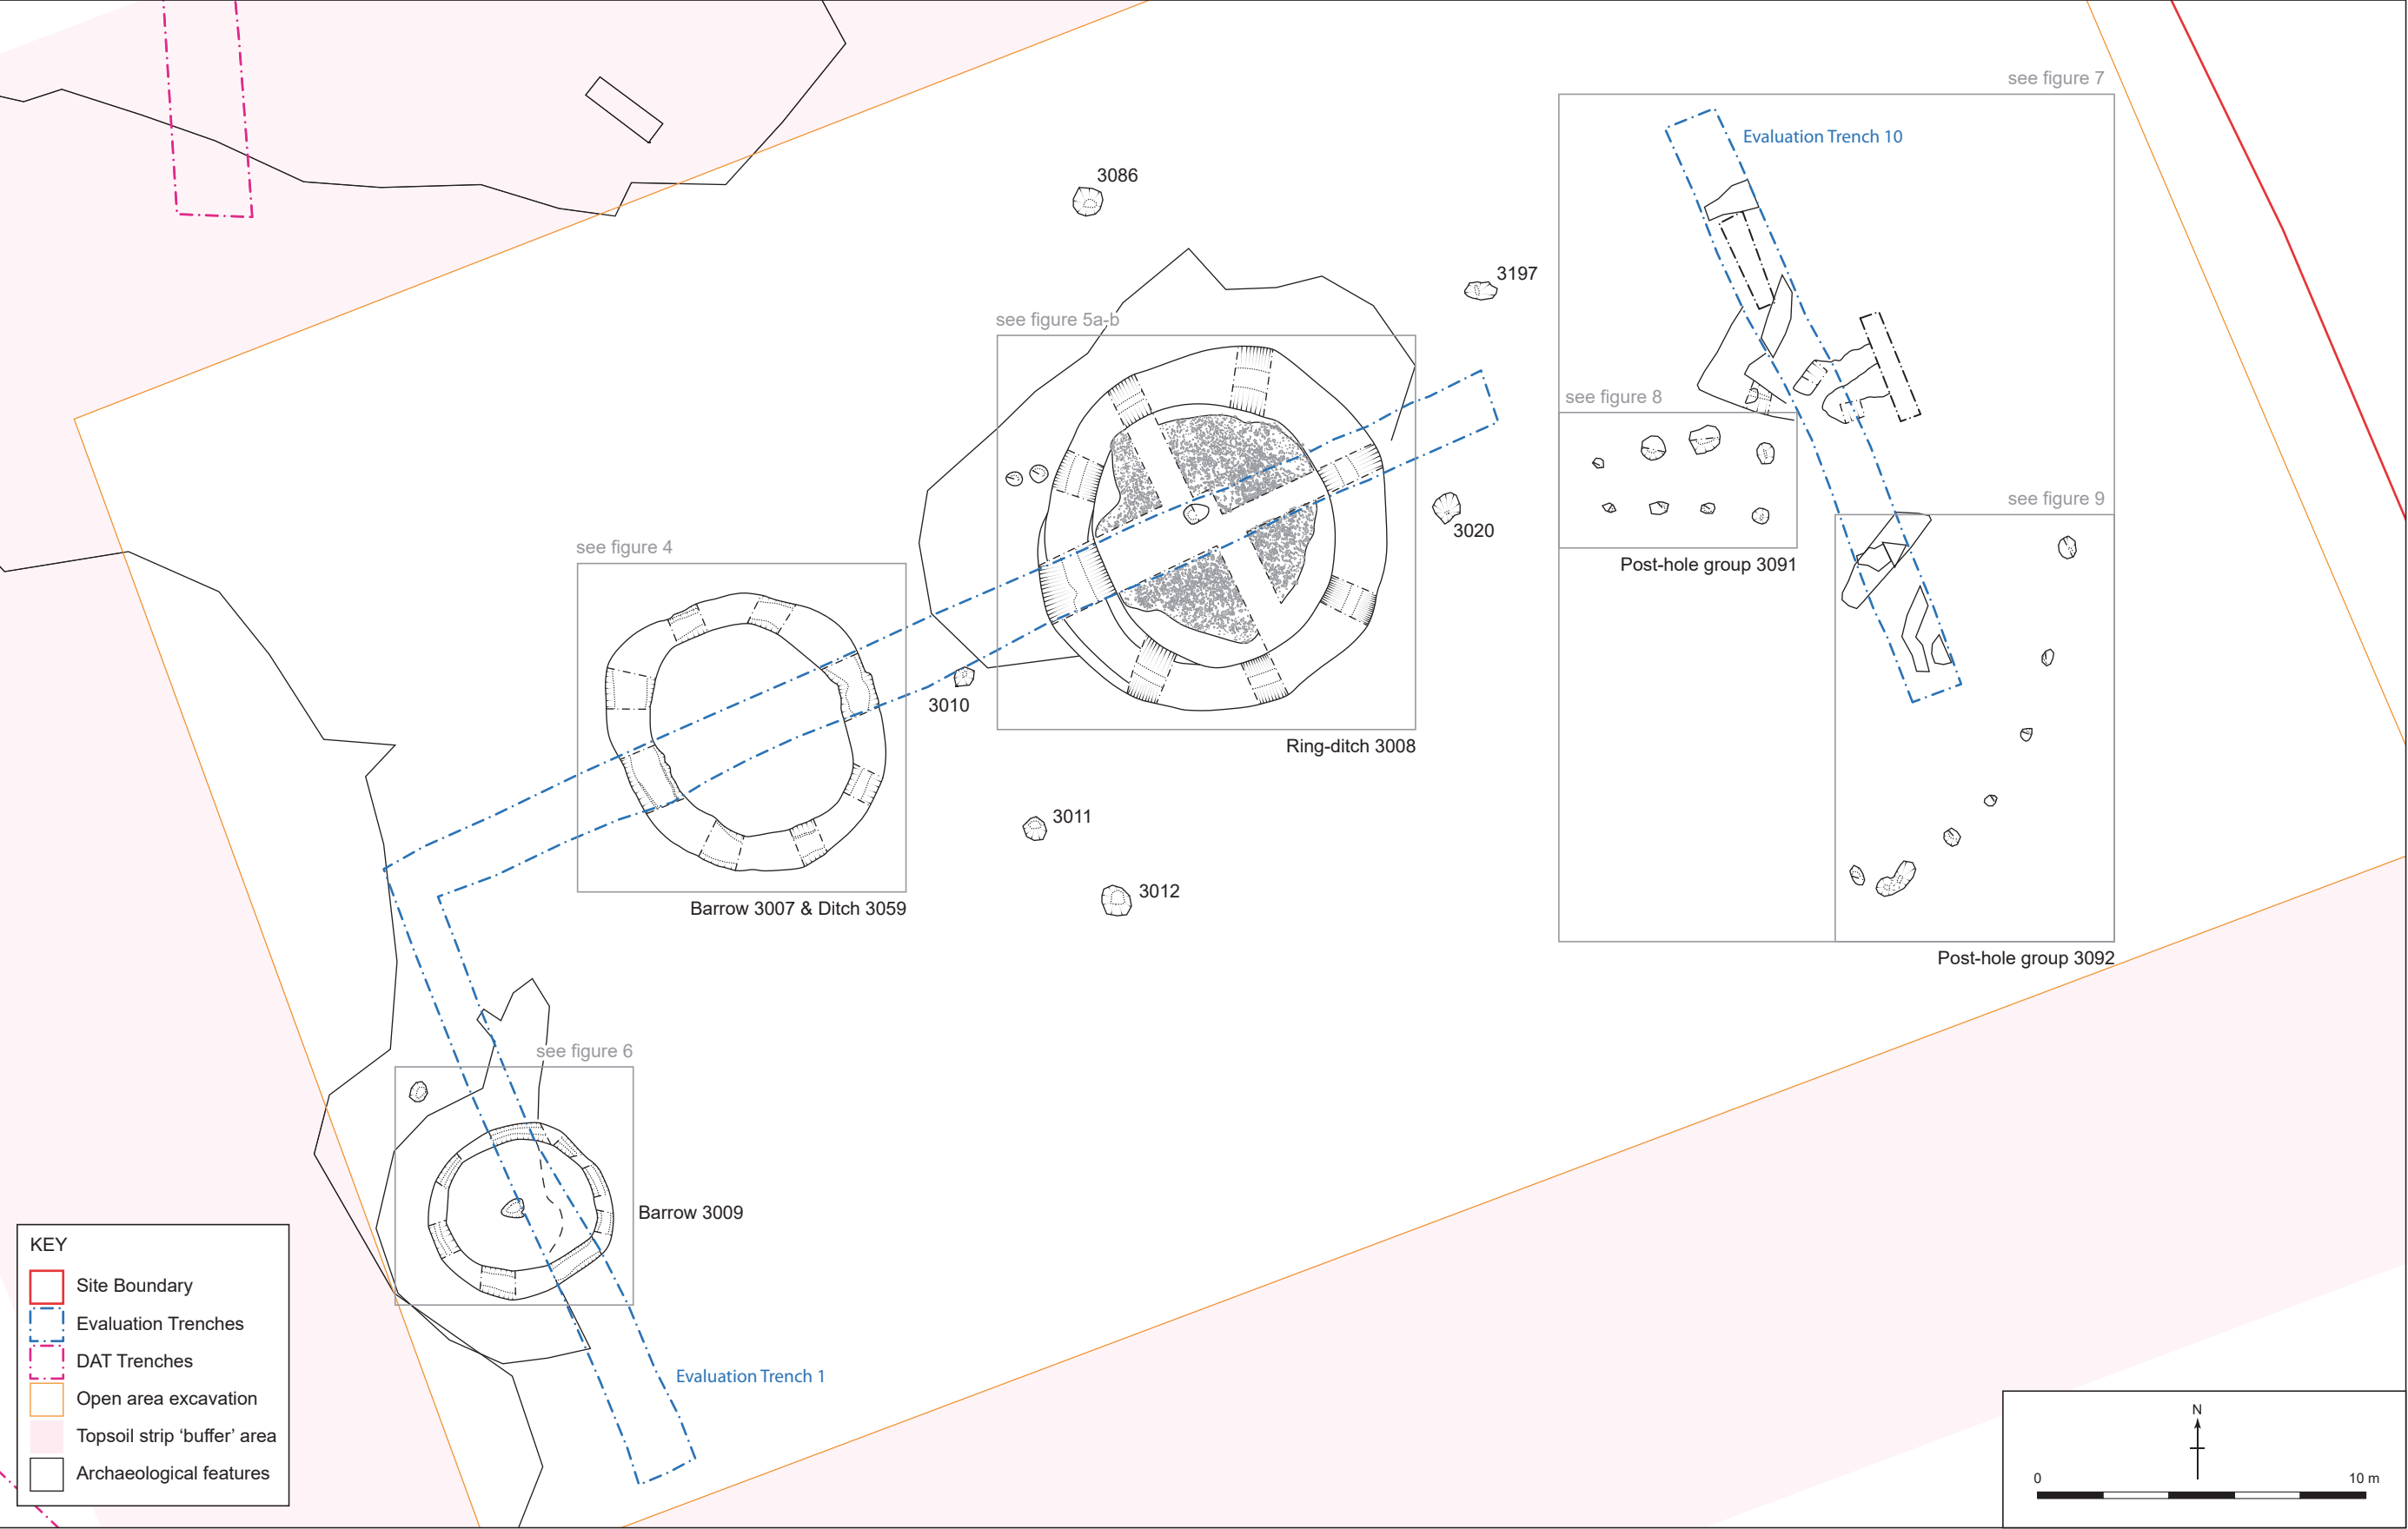 see figure 7
Evaluation Trench 10
3086
3197
see figure 5a-b
see figure 8
see figure 9
3020
see figure 4
Post-hole group 3091
3010
Ring-ditch 3008
3011
3012
Barrow 3007 & Ditch 3059
Post-hole group 3092
see figure 6
Barrow 3009
Evaluation Trench 1
KEY
Site Boundary
Evaluation Trenches
DAT Trenches
Open area excavation
Topsoil strip ‘buffer’ area
Archaeological features
N
0 10 m